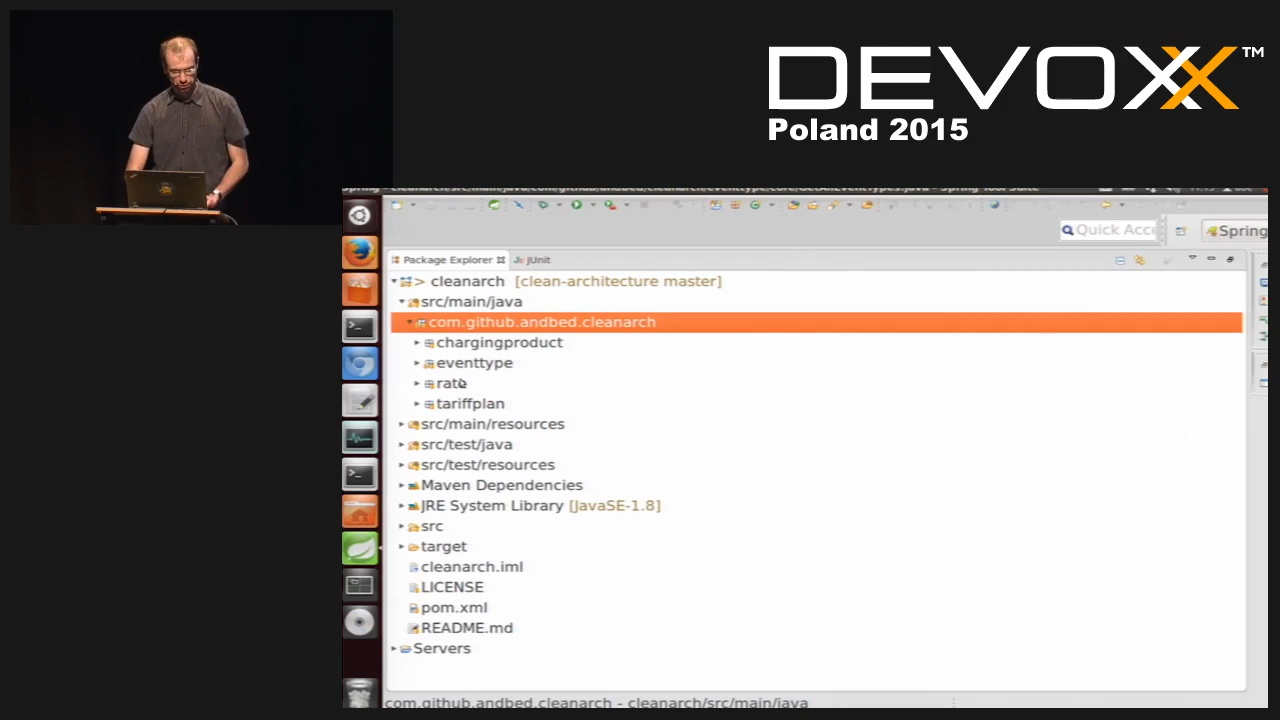 DEVOXX™
Poland 2015
Quick Acc
Spring
Package Explorer
JUnit
> cleanarch [clean-architecture master]
src/main/java
com.github.andbed.cleanarch
chargingproduct
eventtype
rate
tariffplan
src/main/resources
src/test/java
src/test/resources
Maven Dependencies
JRE System Library [JavaSE-1.8]
src
target
cleanarch.iml
LICENSE
pom.xml
README.md
Servers
com.github.andbed.cleanarch - cleanarch/src/main/java